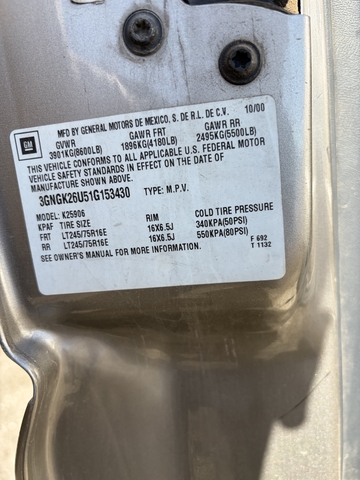 MFD BY GENERAL MOTORS DE MEXICO, S. DE R.L. DE C.V. 10/00
GM
GVWR GAWR FRT GAWR RR
3901KG(8600LB) 1896KG(4180LB) 2495KG(5500LB)
THIS VEHICLE CONFORMS TO ALL APPLICABLE U.S. FEDERAL MOTOR
VEHICLE SAFETY STANDARDS IN EFFECT ON THE DATE OF
MANUFACTURE SHOWN ABOVE.
3GNGK26U51G153430 TYPE: M.P.V.
MODEL: K25906
KPAF TIRE SIZE RIM COLD TIRE PRESSURE
FRT LT245/75R16E 16X6.5J 340KPA(50PSI)
RR LT245/75R16E 16X6.5J 550KPA(80PSI)
SEE OWNER'S MANUAL FOR MORE INFORMATION.
F 692
T 1132